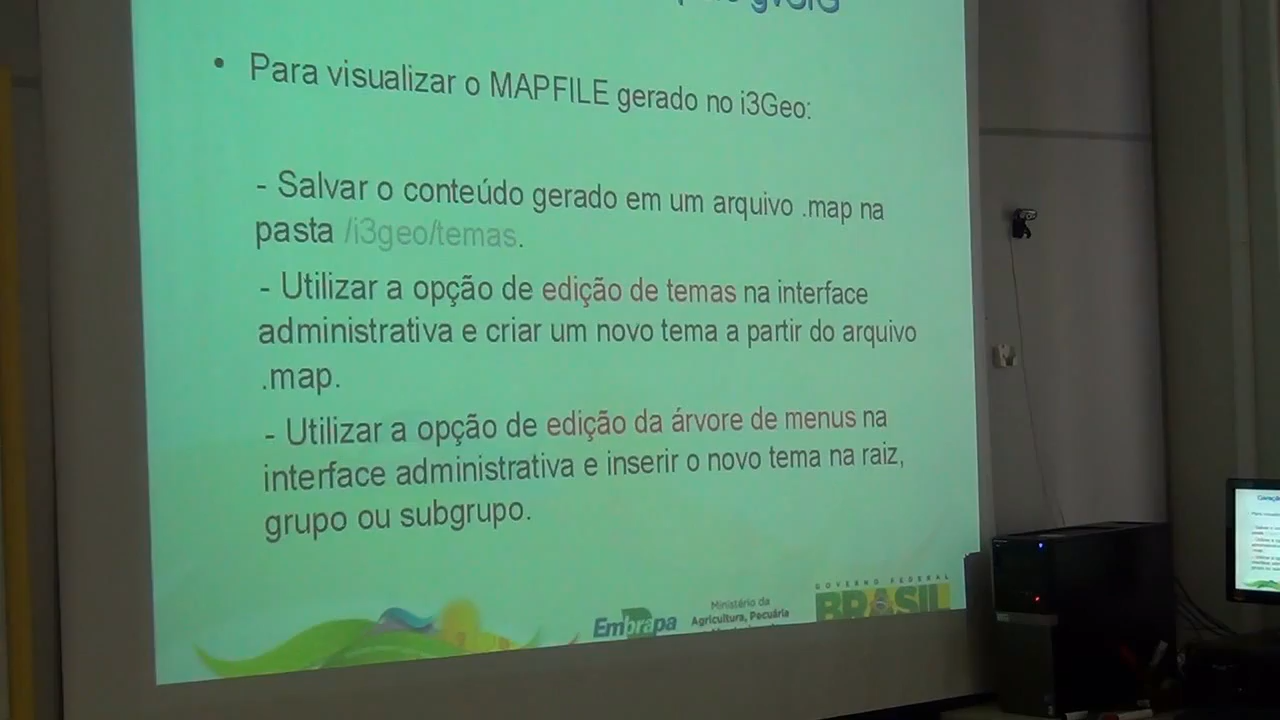 gvSIG
• Para visualizar o MAPFILE gerado no i3Geo:
- Salvar o conteúdo gerado em um arquivo .map na
pasta /i3geo/temas.
- Utilizar a opção de edição de temas na interface
administrativa e criar um novo tema a partir do arquivo
.map.
- Utilizar a opção de edição da árvore de menus na
interface administrativa e inserir o novo tema na raiz,
grupo ou subgrupo.
Embrapa
Ministério da
Agricultura, Pecuária
GOVERNO FEDERAL
BRASIL